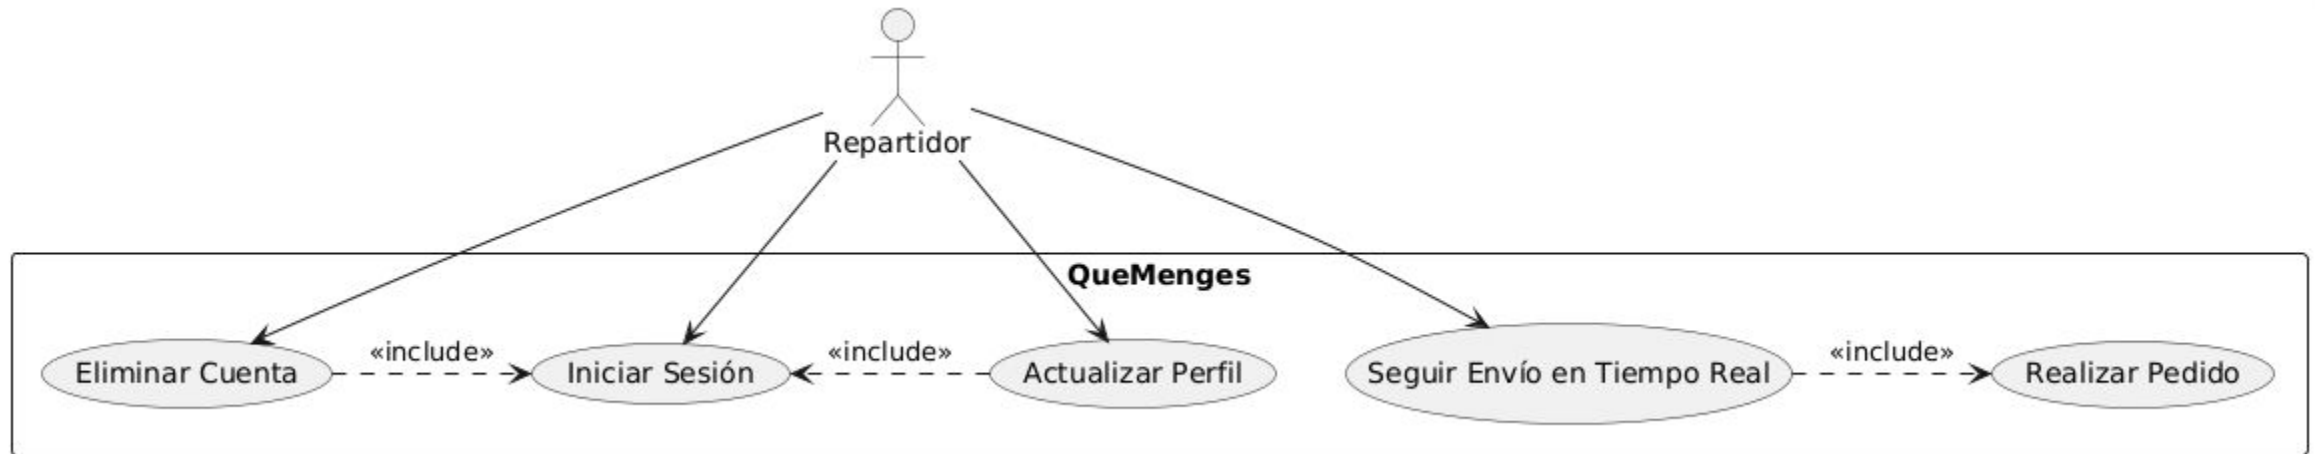 Repartidor
QueMenges
«include» «include» «include»
Eliminar Cuenta Iniciar Sesión Actualizar Perfil Seguir Envío en Tiempo Real Realizar Pedido